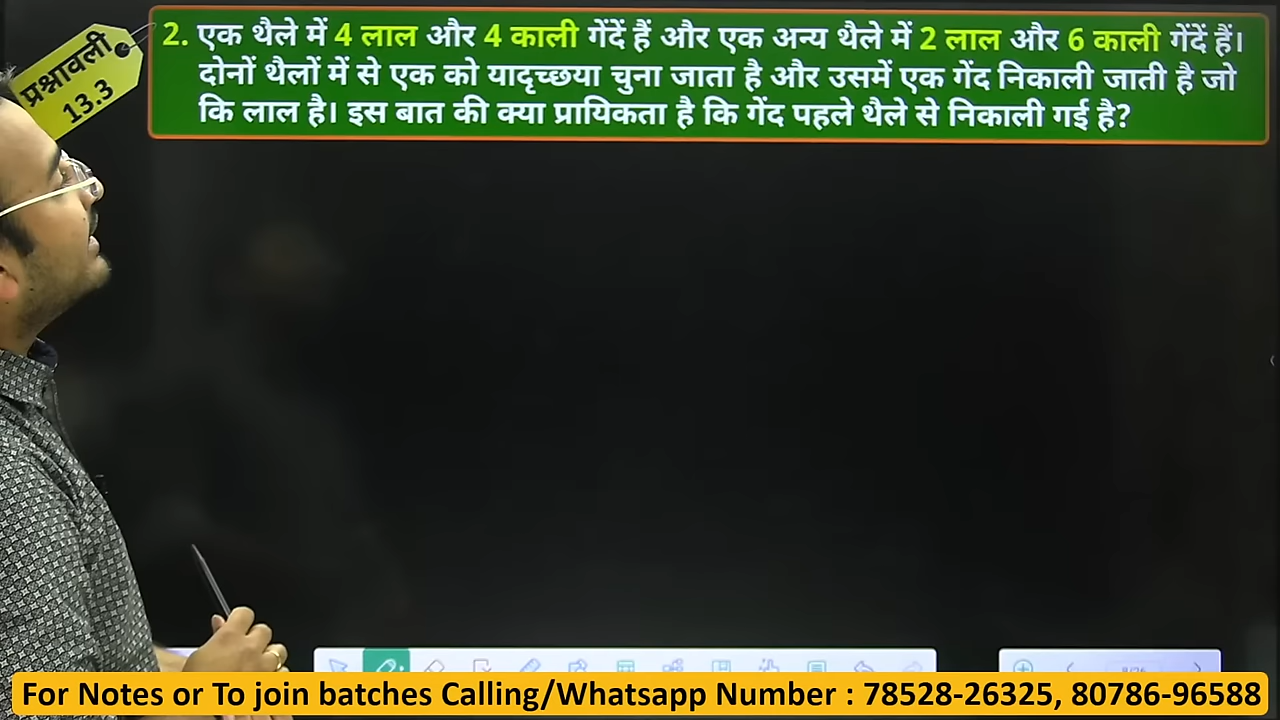 प्रश्नावली
13.3
2. एक थैले में 4 लाल और 4 काली गेंदें हैं और एक अन्य थैले में 2 लाल और 6 काली गेंदें हैं।
दोनों थैलों में से एक को यादृच्छया चुना जाता है और उसमें एक गेंद निकाली जाती है जो
कि लाल है। इस बात की क्या प्रायिकता है कि गेंद पहले थैले से निकाली गई है?
For Notes or To join batches Calling/Whatsapp Number : 78528-26325, 80786-96588